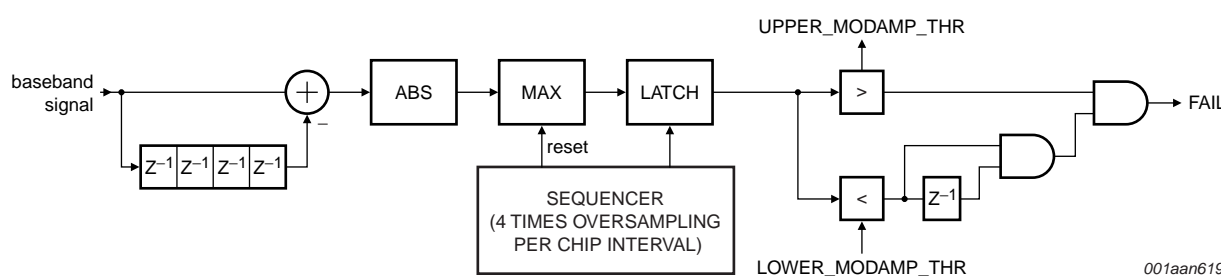 UPPER_MODAMP_THR
baseband
signal
+
−
ABS
MAX
LATCH
>
FAIL
Z−1 Z−1 Z−1 Z−1
reset
SEQUENCER
(4 TIMES OVERSAMPLING
PER CHIP INTERVAL)
<
Z−1
LOWER_MODAMP_THR
001aan619